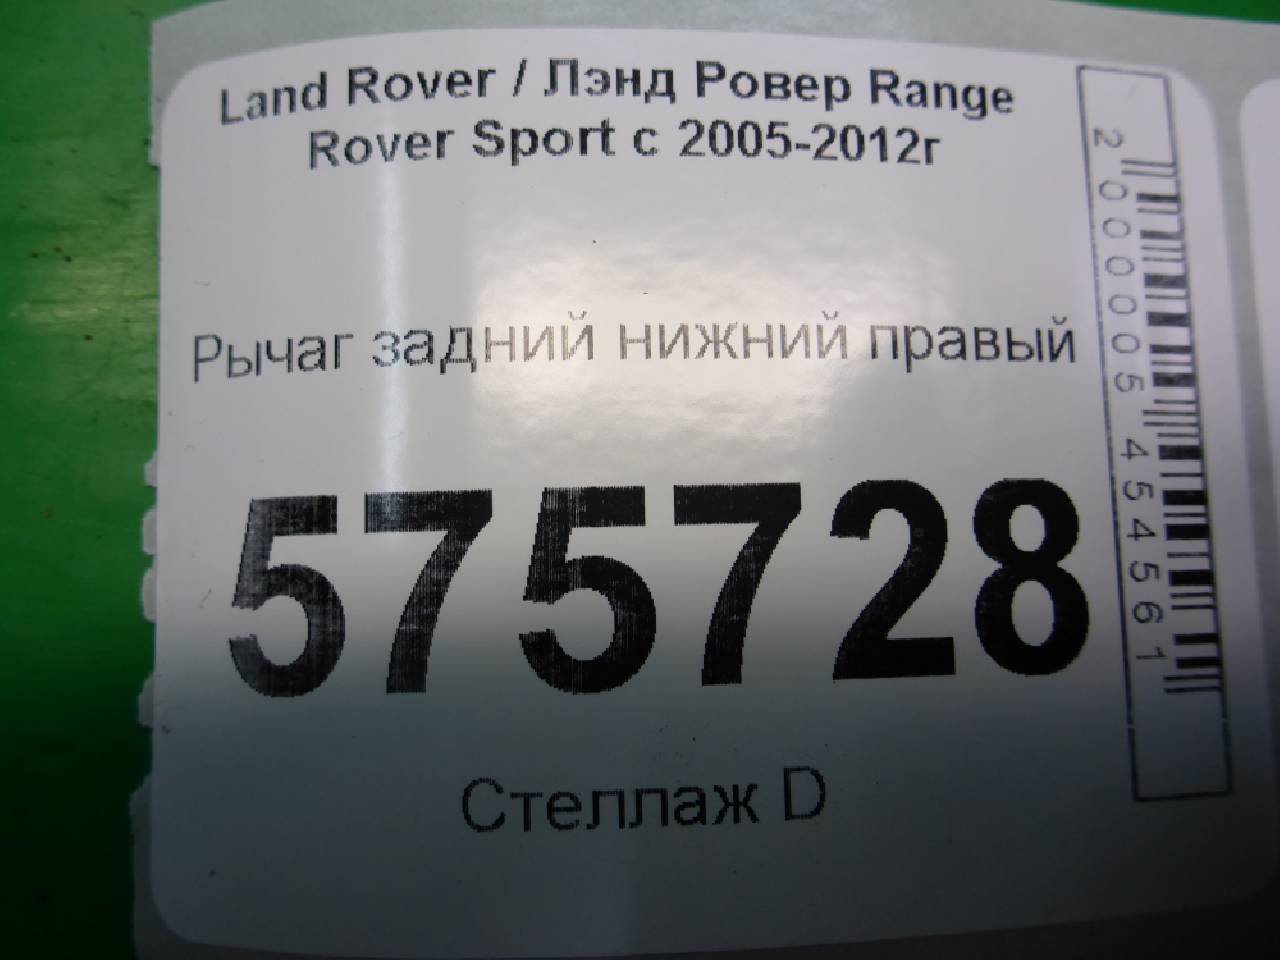 Land Rover / Лэнд Ровер Range
Rover Sport с 2005-2012г
Рычаг задний нижний правый
575728
Стеллаж D
2000005454561